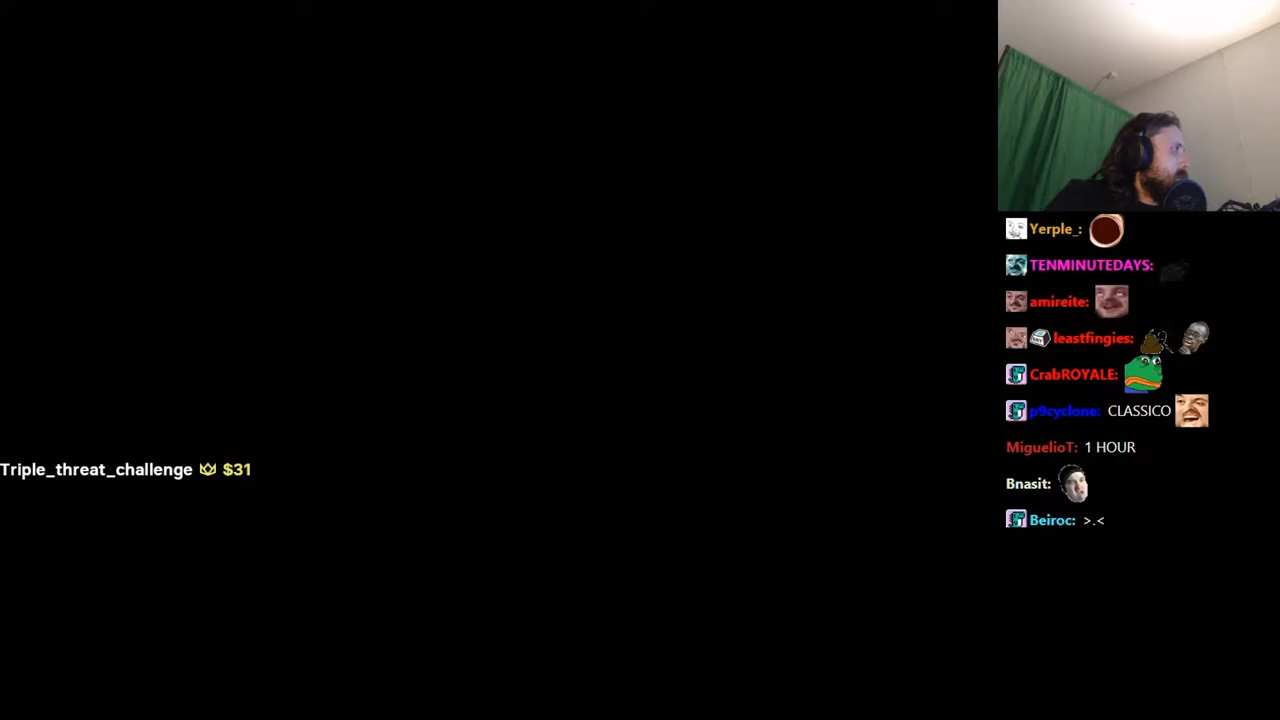 Yerple_:
TENMINUTEDAYS:
amireite:
leastfingies:
CrabROYALE:
p9cyclone: CLASSICO
MiguelioT: 1 HOUR
Triple_threat_challenge $31
Bnasit:
Beiroc: >.<